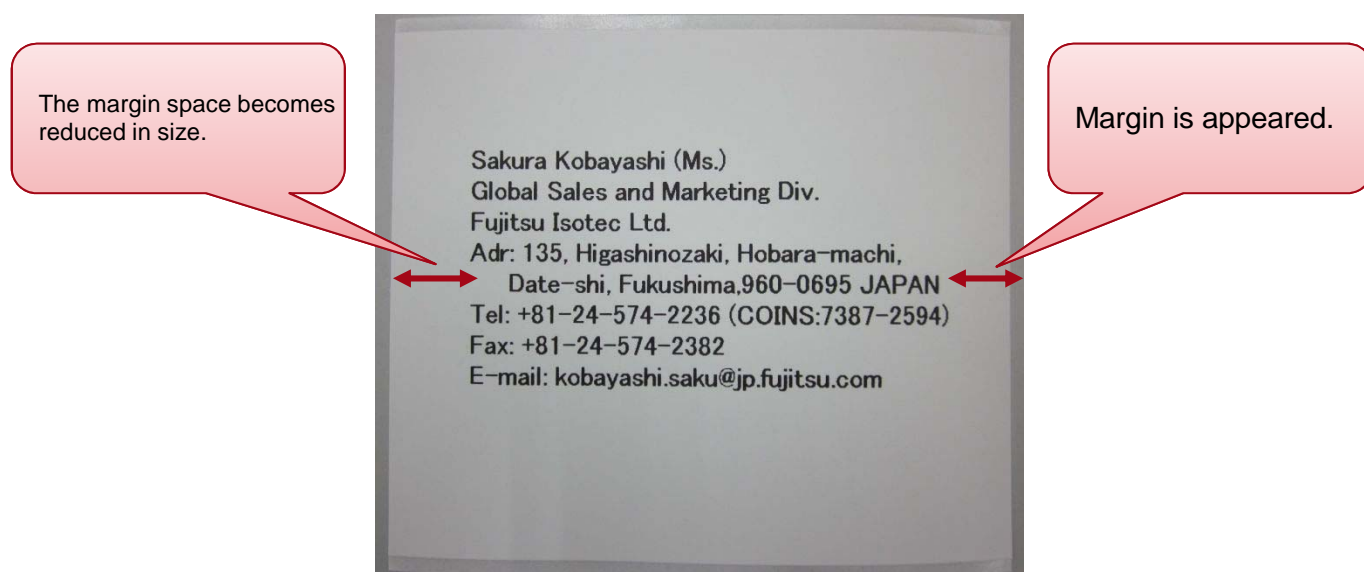 The margin space becomes
reduced in size.
Margin is appeared.
Sakura Kobayashi (Ms.)
Global Sales and Marketing Div.
Fujitsu Isotec Ltd.
Adr: 135, Higashinozaki, Hobara-machi,
Date-shi, Fukushima,960-0695 JAPAN
Tel: +81-24-574-2236 (COINS:7387-2594)
Fax: +81-24-574-2382
E-mail: kobayashi.saku@jp.fujitsu.com